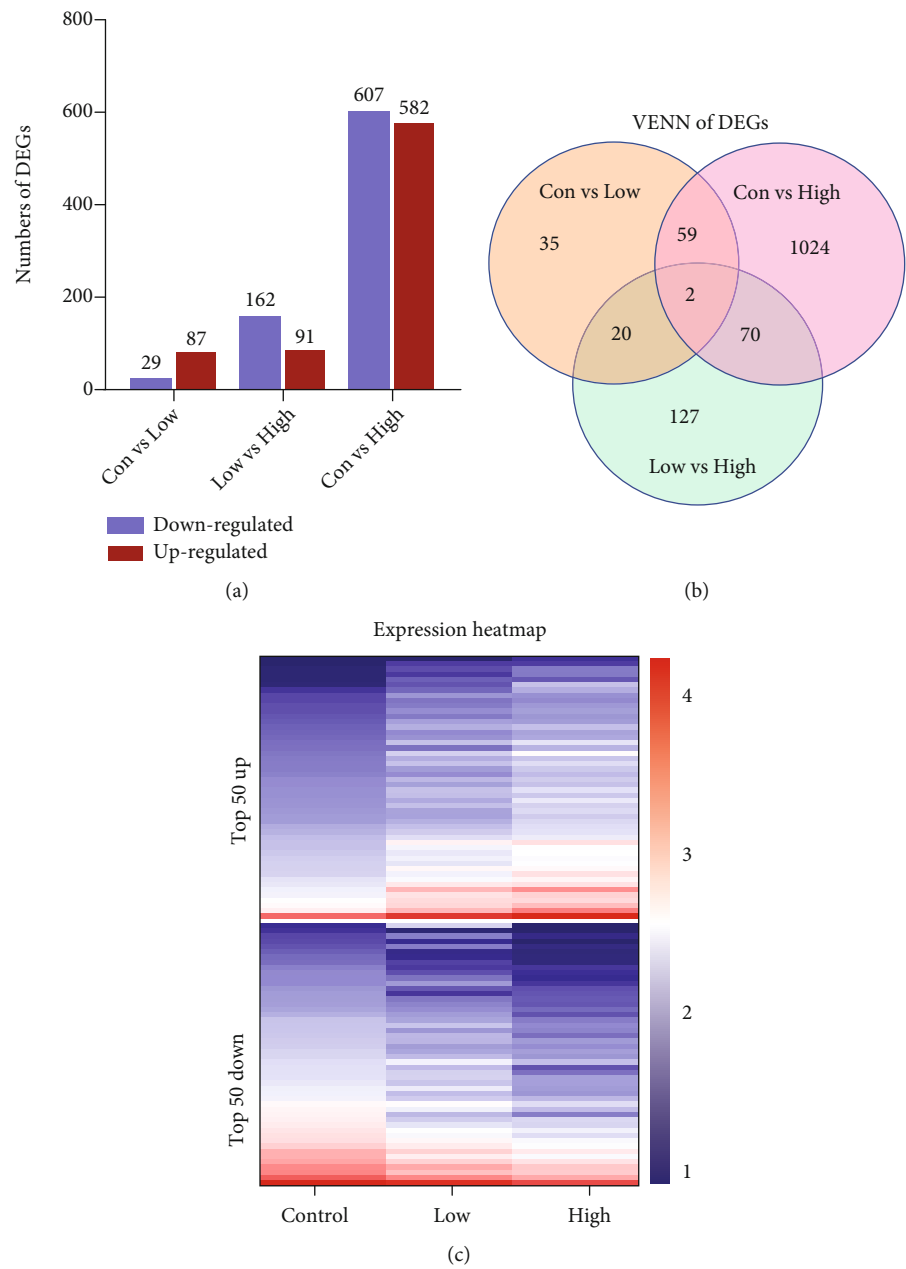 800
600
400
200
0
Numbers of DEGs
29
87
162
91
607
582
Con vs Low
Low vs High
Con vs High
Down-regulated
Up-regulated
(a)
VENN of DEGs
Con vs Low
Con vs High
35
59
1024
2
20
70
127
Low vs High
(b)
Expression heatmap
Top 50 up
Top 50 down
4
3
2
1
Control
Low
High
(c)